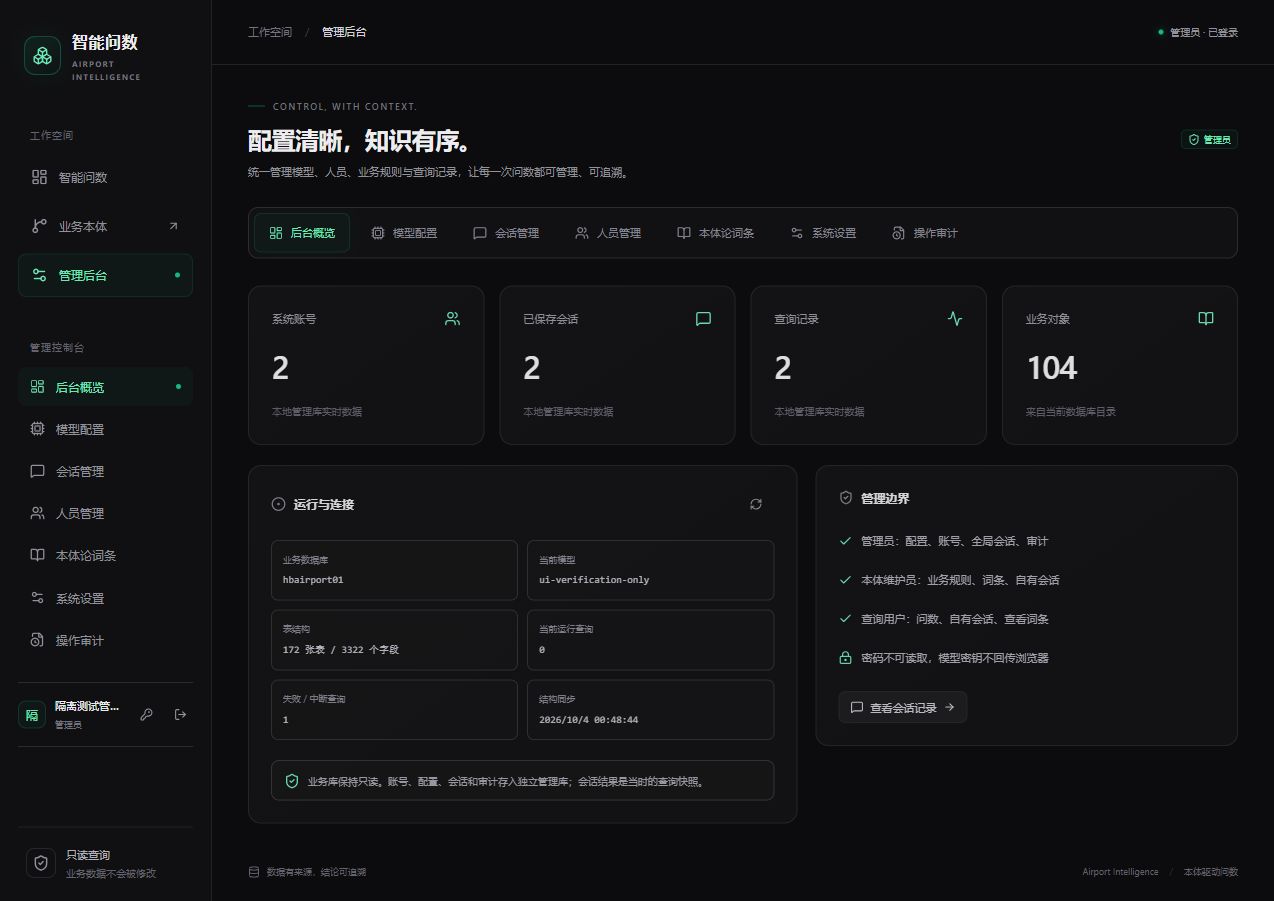 智能问数
AIRPORT
INTELLIGENCE
工作空间
智能问数
业务本体
管理后台
管理控制台
后台概览
模型配置
会话管理
人员管理
本体论词条
系统设置
操作审计
隔
隔离测试管...
管理员
只读查询
业务数据不会被修改
工作空间 / 管理后台
管理员 · 已登录
CONTROL, WITH CONTEXT.
配置清晰，知识有序。
管理员
统一管理模型、人员、业务规则与查询记录，让每一次问数都可管理、可追溯。
后台概览 模型配置 会话管理 人员管理 本体论词条 系统设置 操作审计
系统账号
2
本地管理库实时数据
已保存会话
2
本地管理库实时数据
查询记录
2
本地管理库实时数据
业务对象
104
来自当前数据库目录
运行与连接
业务数据库
hbairport01
当前模型
ui-verification-only
表结构
172 张表 / 3322 个字段
当前运行查询
0
失败 / 中断查询
1
结构同步
2026/10/4 00:48:44
业务库保持只读。账号、配置、会话和审计存入独立管理库；会话结果是当时的查询快照。
管理边界
管理员：配置、账号、全局会话、审计
本体维护员：业务规则、词条、自有会话
查询用户：问数、自有会话、查看词条
密码不可读取，模型密钥不回传浏览器
查看会话记录
数据有来源，结论可追溯
Airport Intelligence / 本体驱动问数